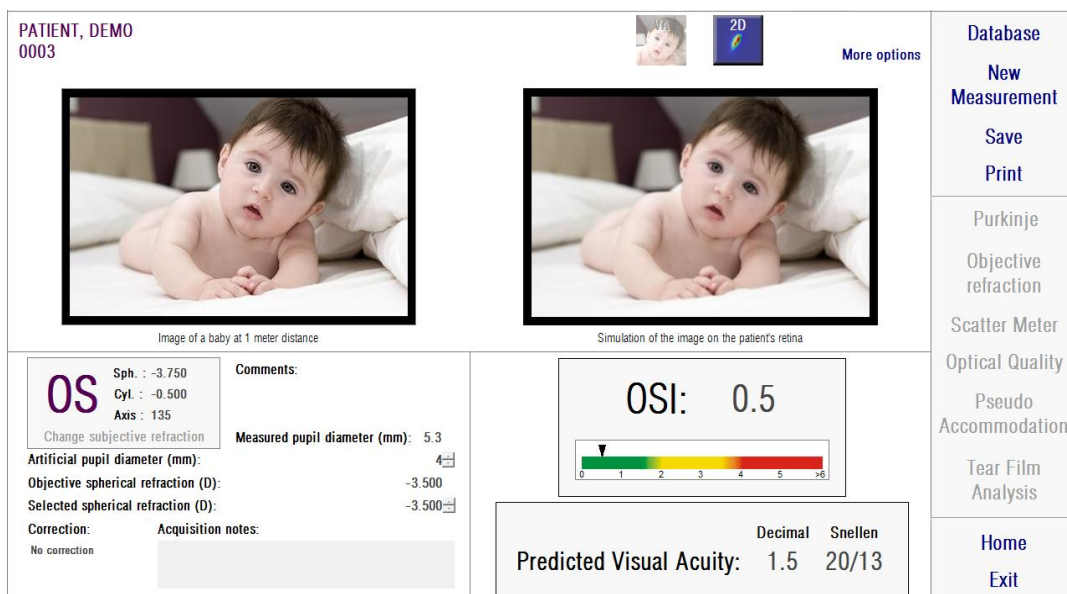 PATIENT, DEMO
0003
VA
2D
More options
Image of a baby at 1 meter distance
Simulation of the image on the patient's retina
OS
Sph. : -3.750
Cyl. : -0.500
Axis : 135
Change subjective refraction
Comments:
Measured pupil diameter (mm): 5.3
Artificial pupil diameter (mm): 4
Objective spherical refraction (D): -3.500
Selected spherical refraction (D): -3.500
Correction: Acquisition notes:
No correction
OSI: 0.5
0 1 2 3 4 5 >6
Decimal Snellen
Predicted Visual Acuity: 1.5 20/13
Database
New
Measurement
Save
Print
Purkinje
Objective
refraction
Scatter Meter
Optical Quality
Pseudo
Accommodation
Tear Film
Analysis
Home
Exit